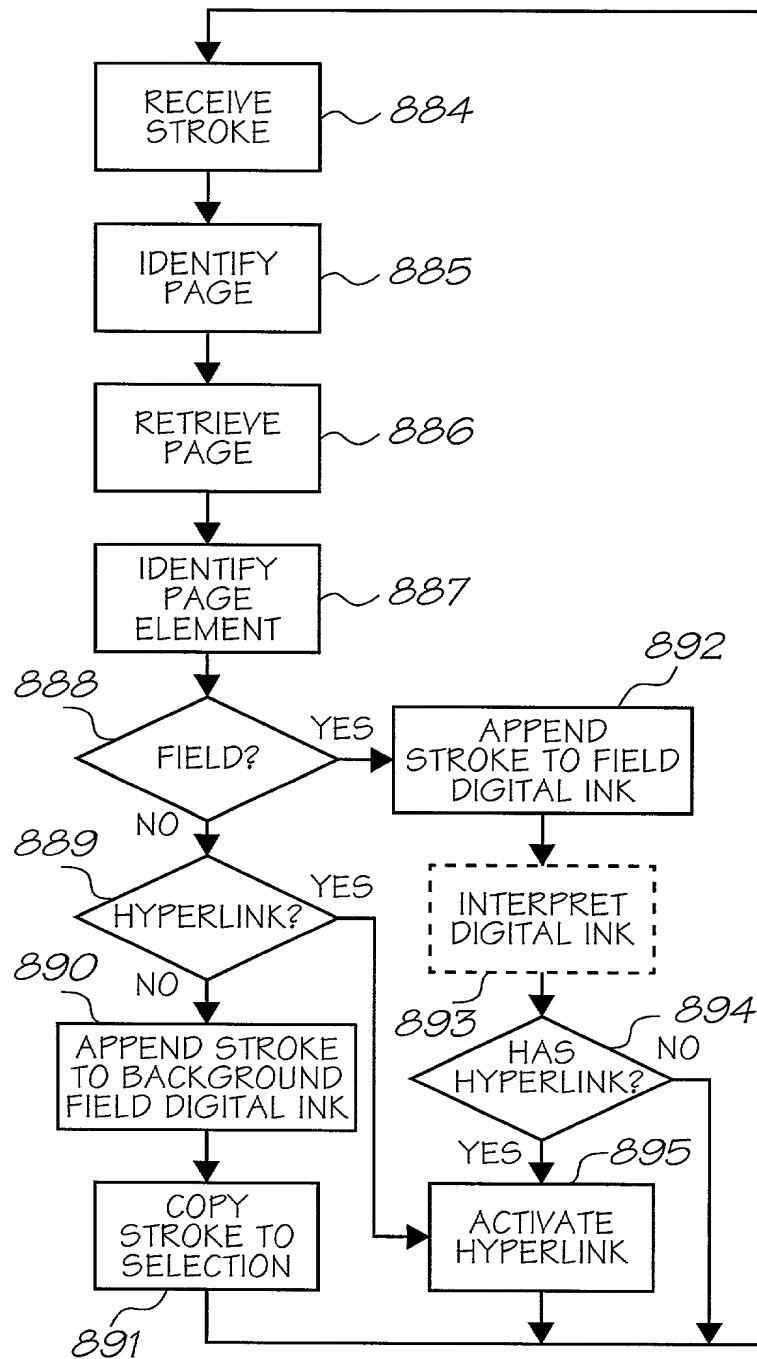 RECEIVE
STROKE
884
IDENTIFY
PAGE
885
RETRIEVE
PAGE
886
IDENTIFY
PAGE
ELEMENT
887
888
FIELD?
YES
NO
892
APPEND
STROKE TO FIELD
DIGITAL INK
889
HYPERLINK?
YES
NO
INTERPRET
DIGITAL INK
893
890
APPEND STROKE
TO BACKGROUND
FIELD DIGITAL INK
894
HAS
HYPERLINK?
NO
YES
895
COPY
STROKE TO
SELECTION
891
ACTIVATE
HYPERLINK